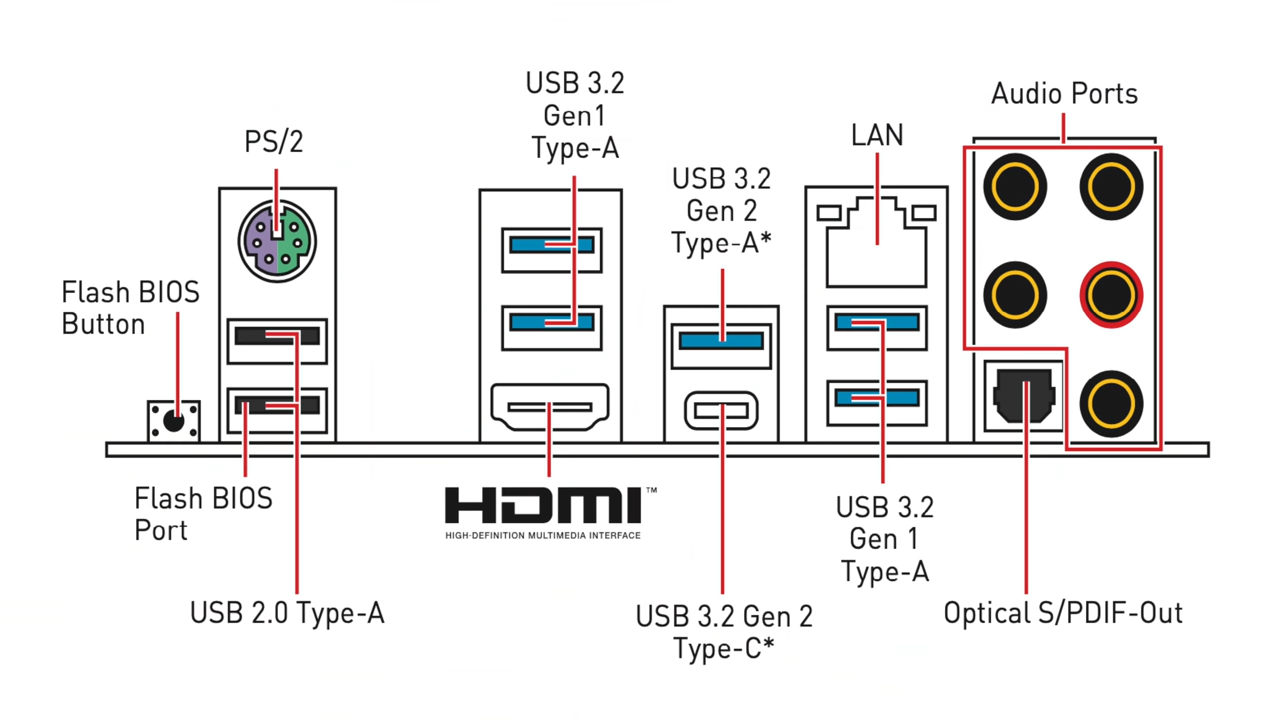 USB 3.2
Gen1
Type-A
Audio Ports
PS/2
LAN
USB 3.2
Gen 2
Type-A*
Flash BIOS
Button
Flash BIOS
Port
HDMI™
HIGH-DEFINITION MULTIMEDIA INTERFACE
USB 3.2
Gen 1
Type-A
USB 2.0 Type-A
USB 3.2 Gen 2
Type-C*
Optical S/PDIF-Out